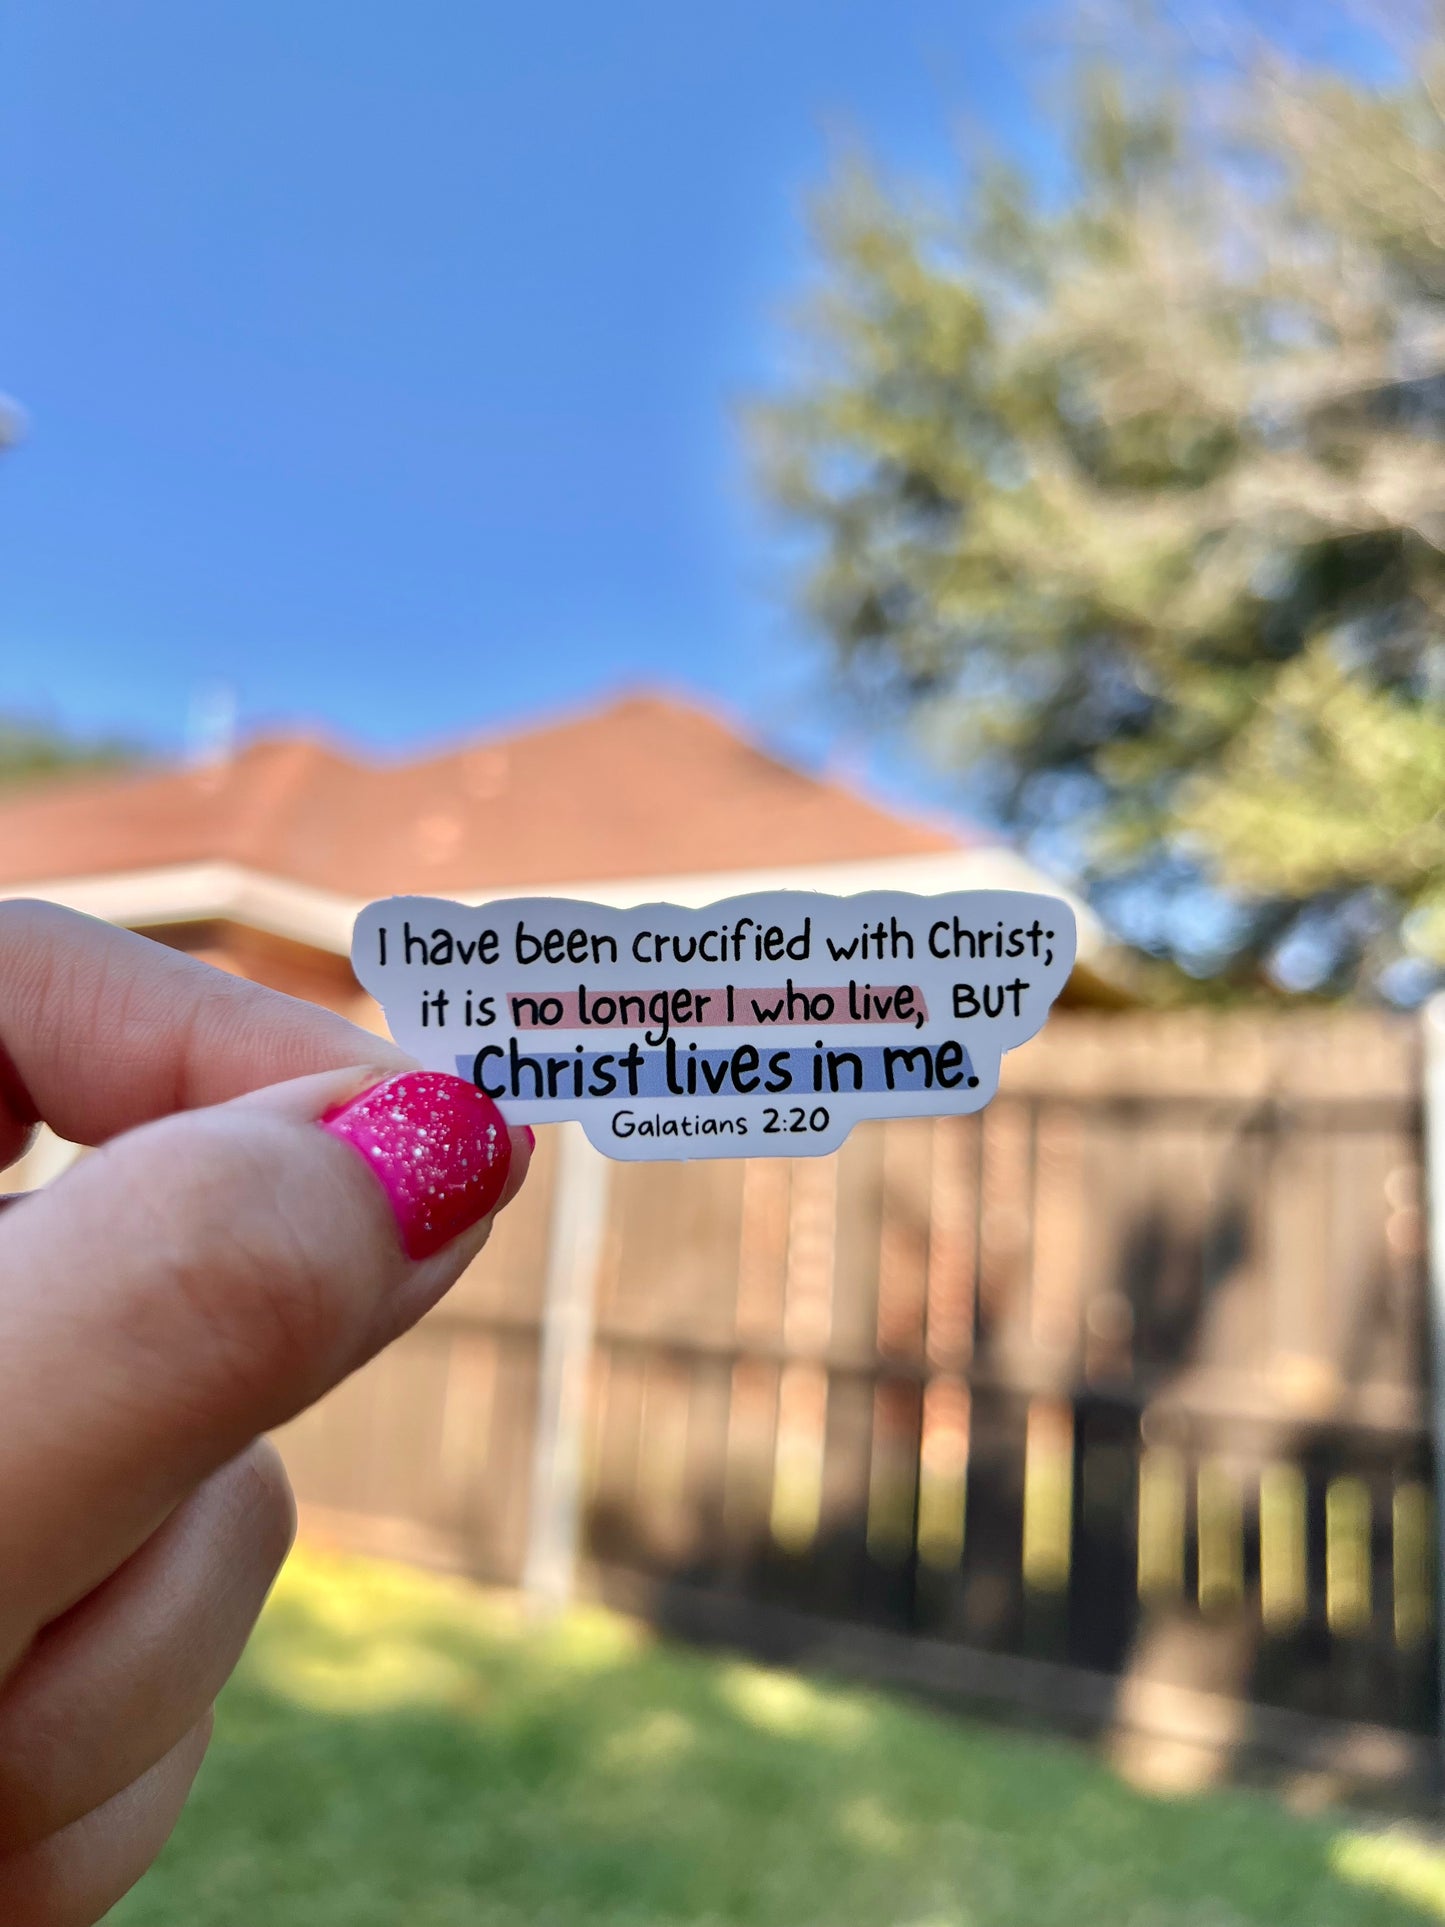 I have been crucified with Christ;
it is no longer I who live, BUT
Christ lives in me.
Galatians 2:20